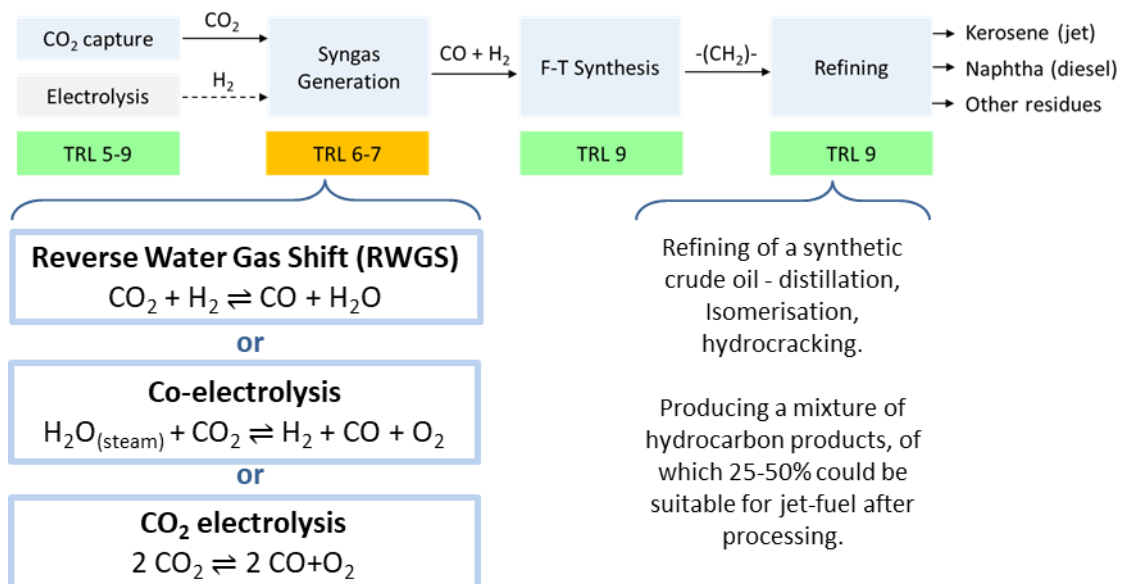 CO₂ capture
CO₂
Electrolysis
H₂
Syngas
Generation
CO + H₂
F-T Synthesis
-(CH₂)-
Refining
Kerosene (jet)
Naphtha (diesel)
Other residues
TRL 5-9
TRL 6-7
TRL 9
TRL 9
Reverse Water Gas Shift (RWGS)
CO₂ + H₂ ⇌ CO + H₂O
or
Co-electrolysis
H₂O(steam) + CO₂ ⇌ H₂ + CO + O₂
or
CO₂ electrolysis
2 CO₂ ⇌ 2 CO+O₂
Refining of a synthetic
crude oil - distillation,
Isomerisation,
hydrocracking.
Producing a mixture of
hydrocarbon products, of
which 25-50% could be
suitable for jet-fuel after
processing.